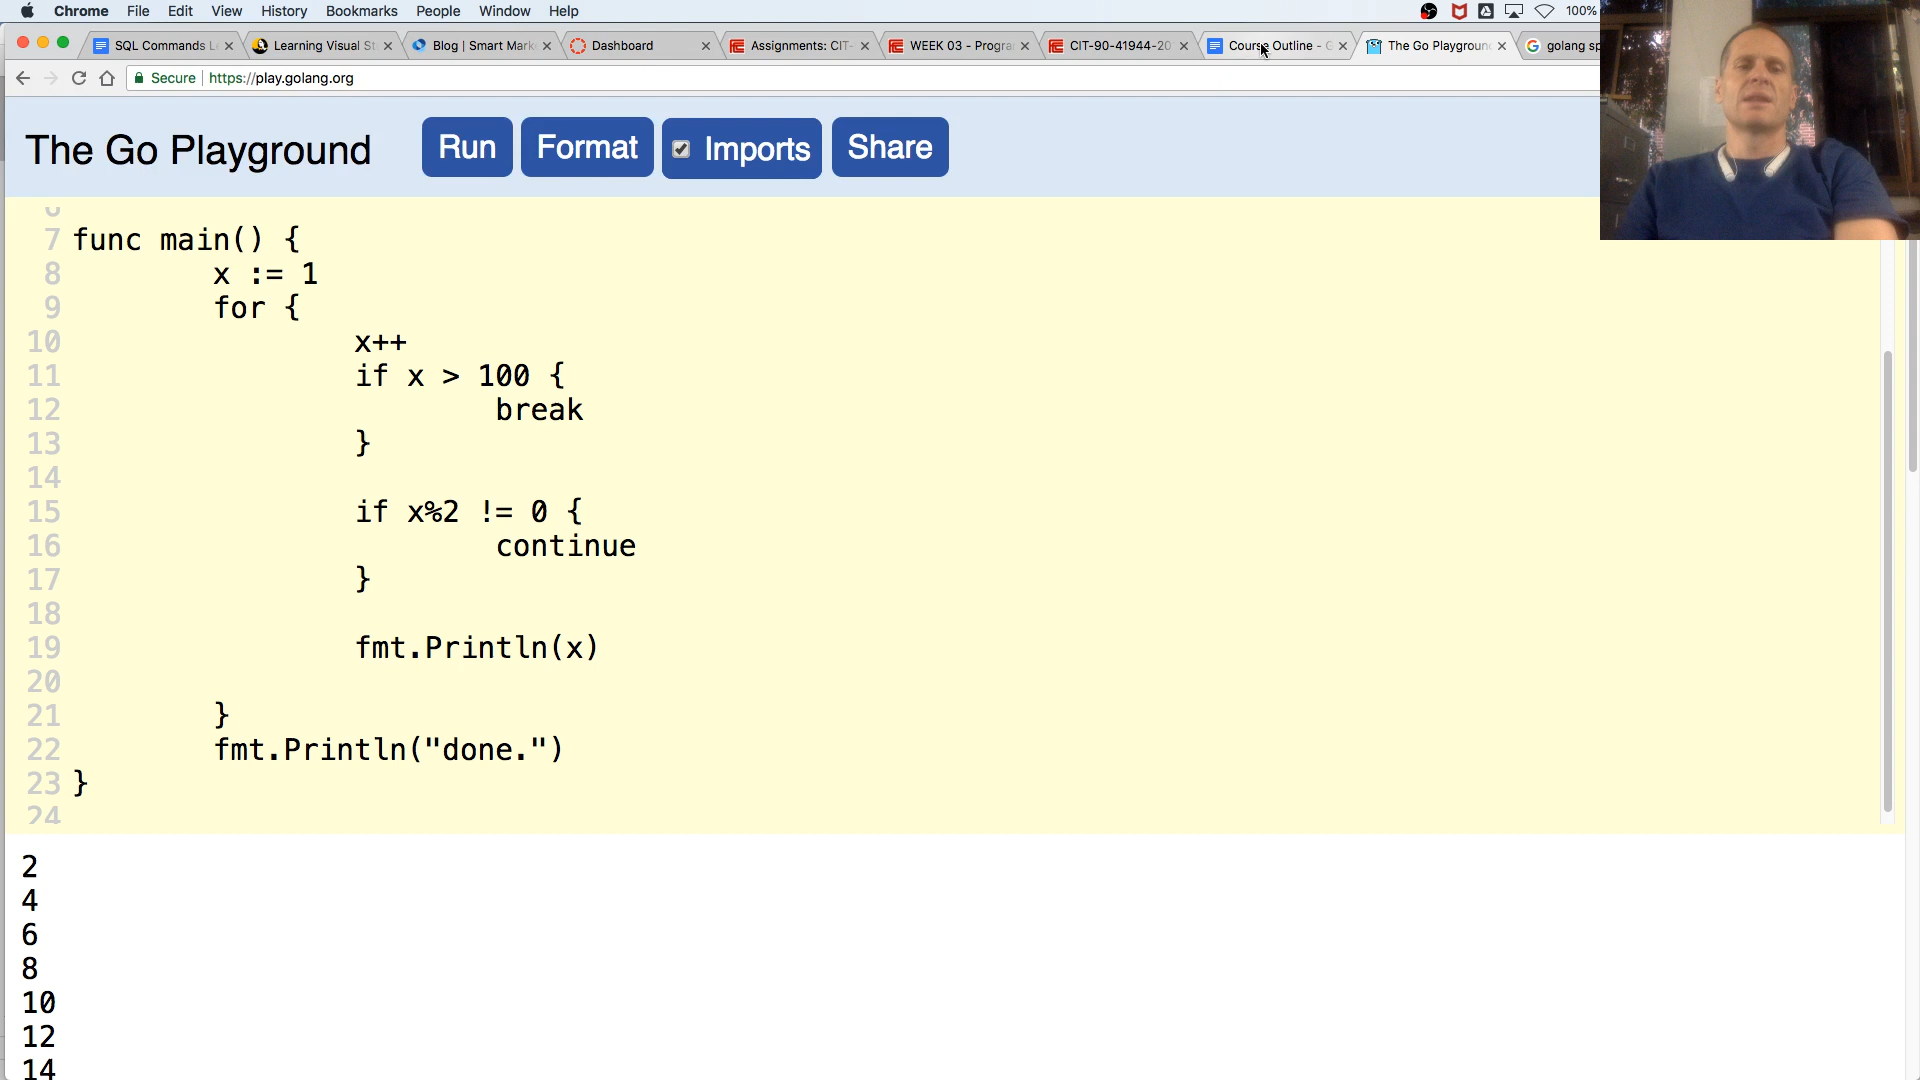 Chrome File Edit View History Bookmarks People Window Help 100%
SQL Commands L Learning Visual St Blog | Smart Mark Dashboard Assignments: CIT- WEEK 03 - Progra CIT-90-41944-20 Course Outline - G The Go Playgroun golang sp
Secure https://play.golang.org
The Go Playground Run Format Imports Share
6
7 func main() {
8 x := 1
9 for {
10 x++
11 if x > 100 {
12 break
13 }
14
15 if x%2 != 0 {
16 continue
17 }
18
19 fmt.Println(x)
20
21 }
22 fmt.Println("done.")
23 }
24
2
4
6
8
10
12
14